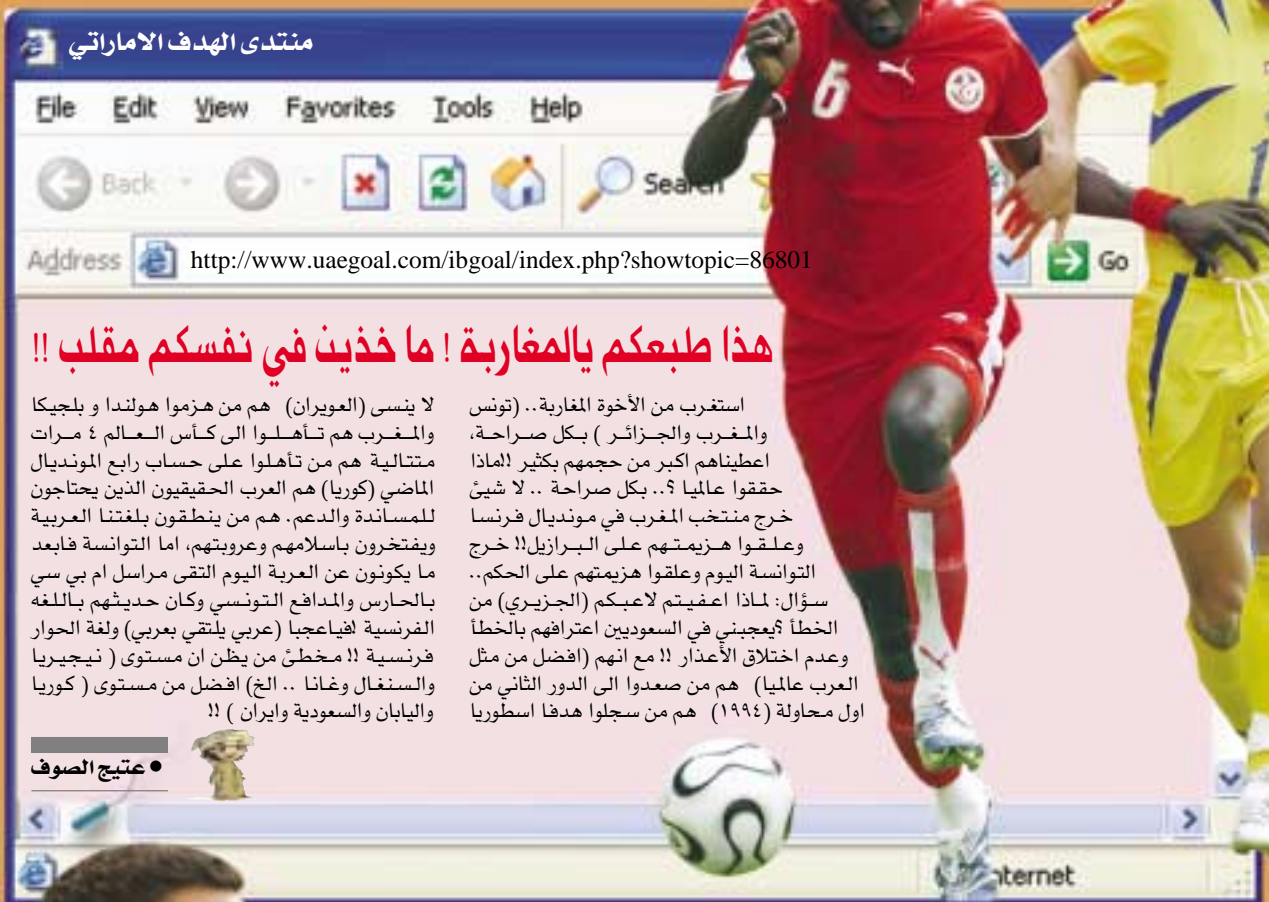 منتدى الهدف الاماراتي
File Edit View Favorites Tools Help
Back Search
Address http://www.uaegoal.com/ibgoal/index.php?showtopic=86801 Go
هذا طبعكم يالمغاربة ! ما خذين في نفسكم مقلب !!
استغرب من الأخوة المغاربة.. (تونس
والمغرب والجزائر ) بكل صراحة،
اعطيناهم اكبر من حجمهم بكثير !!ماذا
حققوا عالميا ؟.. بكل صراحة .. لا شيئ
خرج منتخب المغرب في مونديال فرنسا
وعلقوا هزيمتهم على البرازيل!! خرج
التوانسة اليوم وعلقوا هزيمتهم على الحكم..
سؤال: لماذا اعفيتم لاعبكم (الجزيري) من
الخطأ ؟يعجبني في السعوديين اعترافهم بالخطأ
وعدم اختلاق الأعذار !! مع انهم (افضل من مثل
العرب عالميا) هم من صعدوا الى الدور الثاني من
اول محاولة (١٩٩٤) هم من سجلوا هدفا اسطوريا
لا ينسى (العويران) هم من هزموا هولندا و بلجيكا
والمغرب هم تأهلوا الى كأس العالم ٤ مرات
متتالية هم من تأهلوا على حساب رابع المونديال
الماضي (كوريا) هم العرب الحقيقيون الذين يحتاجون
للمساندة والدعم. هم من ينطقون بلغتنا العربية
ويفتخرون باسلامهم وعروبتهم، اما التوانسة فابعد
ما يكونون عن العربة اليوم التقى مراسل ام بي سي
بالحارس والمدافع التونسي وكان حديثهم باللغه
الفرنسية !فياعجبا (عربي يلتقي بعربي) ولغة الحوار
فرنسية !! مخطئ من يظن ان مستوى ( نيجيريا
والسنغال وغانا .. الخ) افضل من مستوى ( كوريا
واليابان والسعودية وايران ) !!
● عتيج الصوف
6
nternet